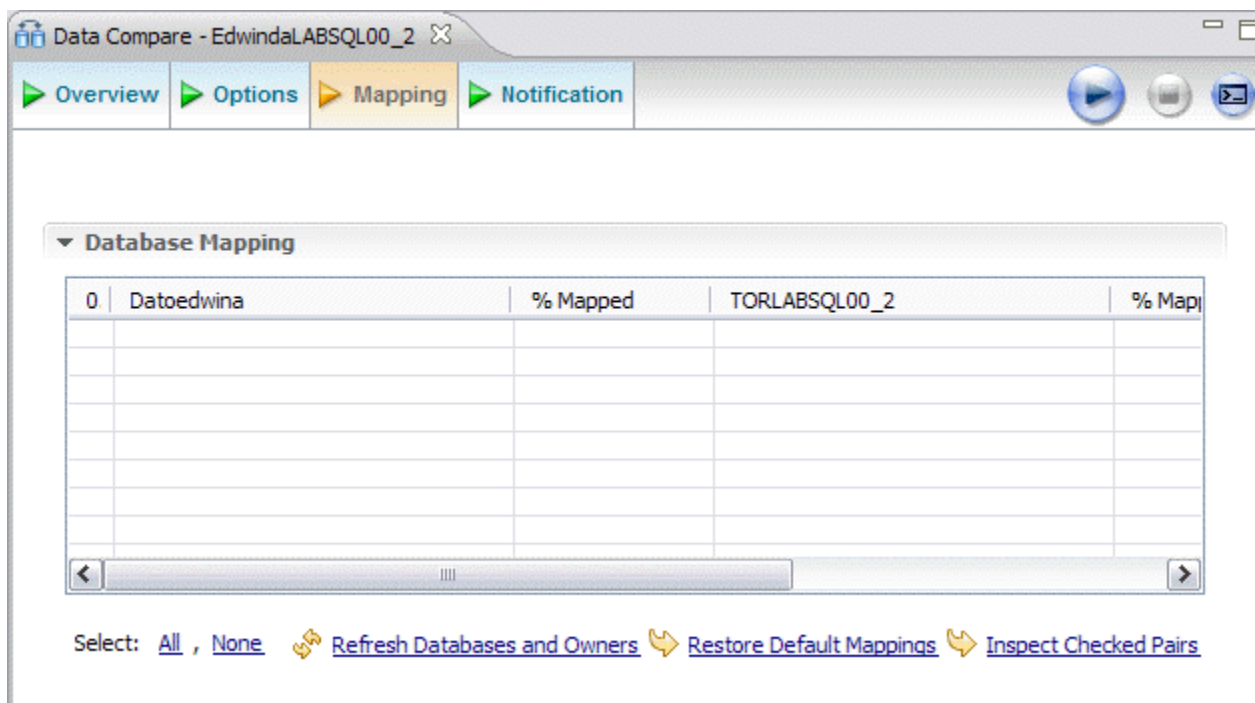 Data Compare - EdwindaLABSQL00_2
Overview Options Mapping Notification
Database Mapping
0. Datoedwina % Mapped TORLABSQL00_2 % Mapp
Select: All , None Refresh Databases and Owners Restore Default Mappings Inspect Checked Pairs